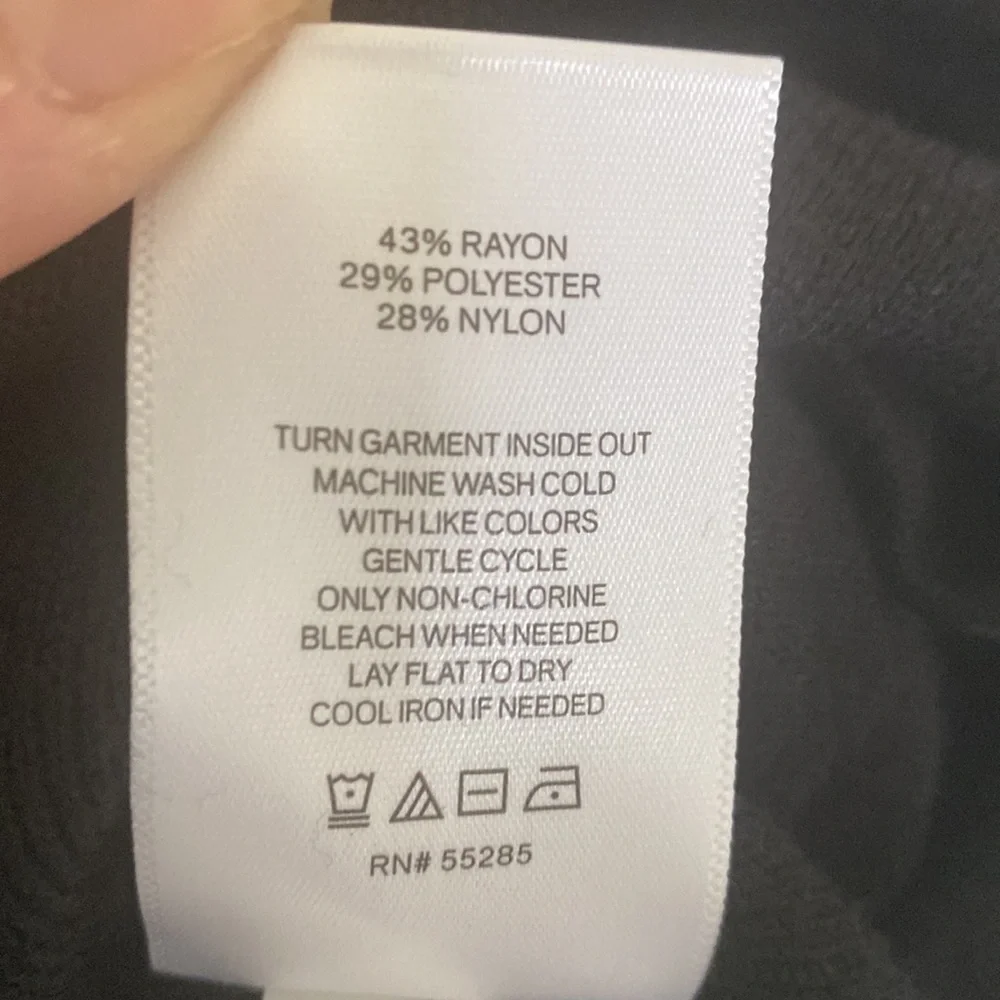 43% RAYON
29% POLYESTER
28% NYLON
TURN GARMENT INSIDE OUT
MACHINE WASH COLD
WITH LIKE COLORS
GENTLE CYCLE
ONLY NON-CHLORINE
BLEACH WHEN NEEDED
LAY FLAT TO DRY
COOL IRON IF NEEDED
RN# 55285